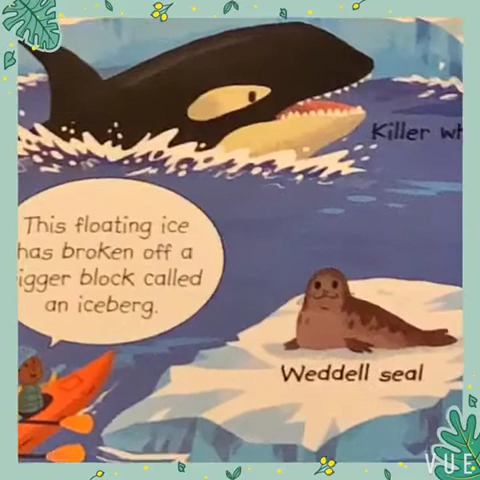 Killer wh
This floating ice
has broken off a
igger block called
an iceberg.
Weddell seal
VUE